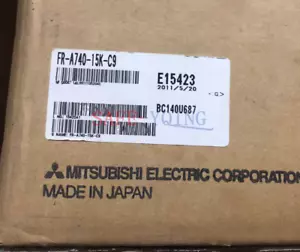 FR-A740-15K-C9
E15423
2011/5/20
<G>
BC140U687
MITSUBISHI ELECTRIC CORPORATION
MADE IN JAPAN